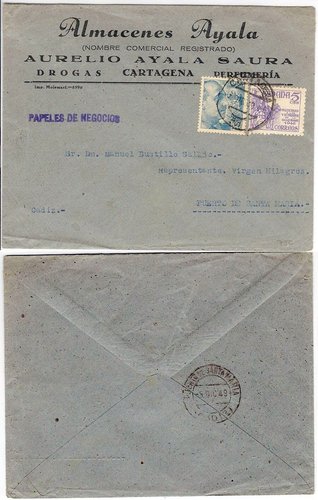 Almacenes Ayala
(NOMBRE COMERCIAL REGISTRADO)
AURELIO AYALA SAURA
DROGAS CARTAGENA PERFUMERÍA
PAPELES DE NEGOCIOS
CORREOS
Sr. Dn. Manuel Bustillo
Representante, Virgen Milagros.
Cadiz.-
PUERTO DE SANTA MARIA.-